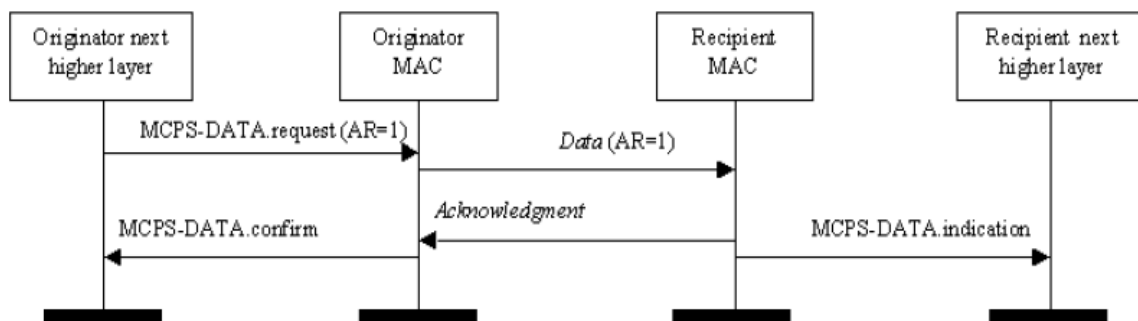 Originator next
higher layer
Originator
MAC
Recipient
MAC
Recipient next
higher layer
MCPS-DATA.request (AR=1)
Data (AR=1)
Acknowledgment
MCPS-DATA.confirm
MCPS-DATA.indication